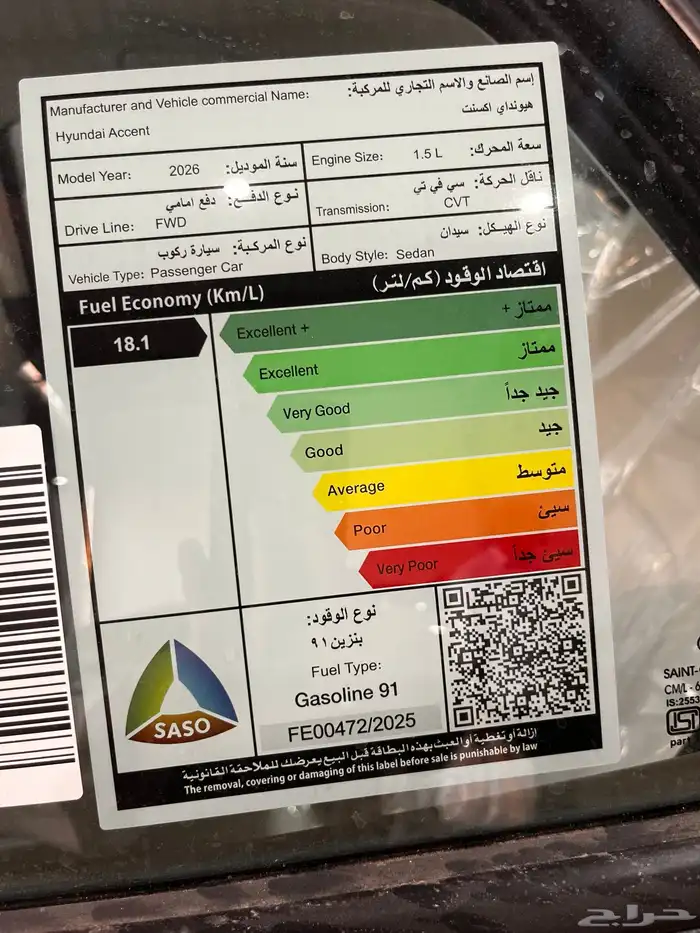 إسم الصانع والاسم التجاري للمركبة:
Manufacturer and Vehicle commercial Name:
هيونداي اكسنت
Hyundai Accent
Model Year: 2026 سنة الموديل:
Engine Size: 1.5 L سعة المحرك:
نوع الدفع: دفع امامي
Drive Line: FWD
ناقل الحركة: سي في تي
Transmission: CVT
نوع المركبة: سيارة ركوب
Vehicle Type: Passenger Car
نوع الهيكل: سيدان
Body Style: Sedan
Fuel Economy (Km/L) اقتصاد الوقود (كم/لتر)
18.1
Excellent + ممتاز +
Excellent ممتاز
Very Good جيد جداً
Good جيد
Average متوسط
Poor سيئ
Very Poor سيئ جداً
نوع الوقود:
بنزين ٩١
Fuel Type:
Gasoline 91
FE00472/2025
SASO
إزالة أو تغطية أو العبث بهذه البطاقة قبل البيع يعرضك للملاحقة القانونية
The removal, covering or damaging of this label before sale is punishable by law
SAINT-
CM/L - 6
IS:2553
part
حراج